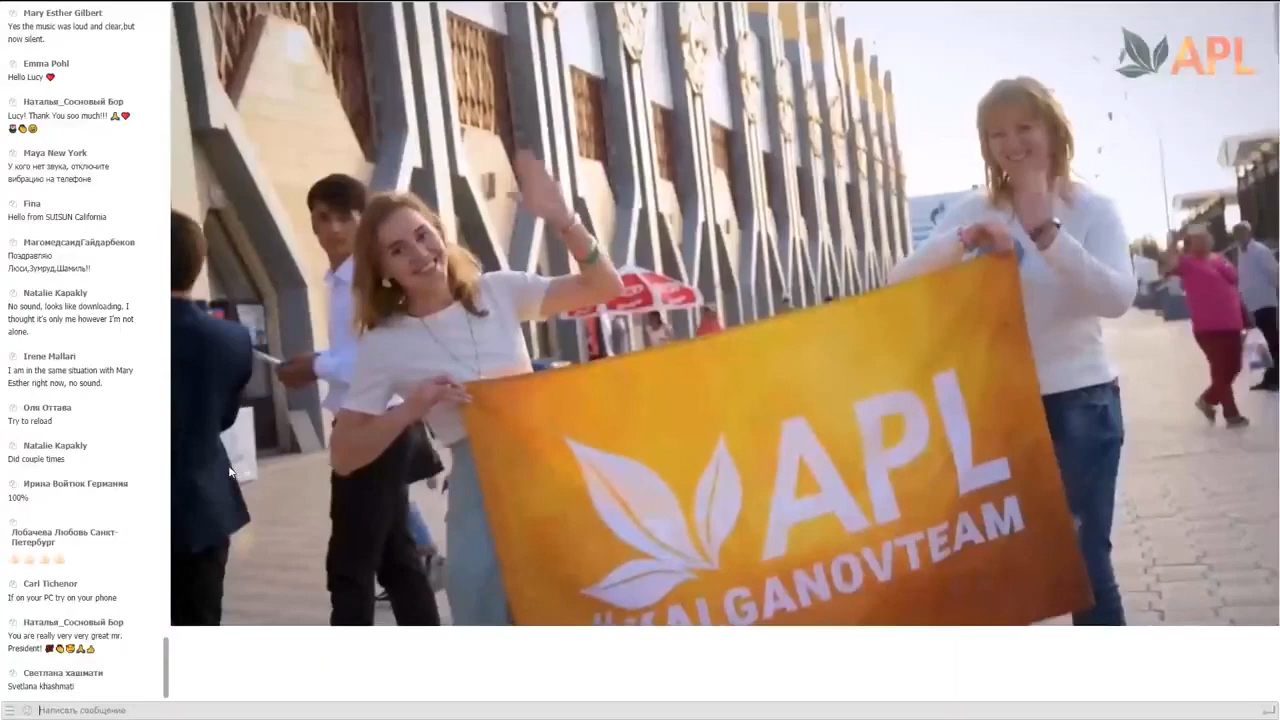 Mary Esther Gilbert
Yes the music was loud and clear,but
now silent.
Emma Pohl
Hello Lucy
Наталья_Сосновый Бор
Lucy! Thank You soo much!!!
Maya New York
У кого нет звука, отключите
вибрацию на телефоне
Fina
Hello from SUISUN California
МагомедсаидГайдарбеков
Поздравляю
Люси,Зумруд,Шамиль!!
Natalie Kapakly
No sound, looks like downloading. I
thought it's only me however I'm not
alone.
Irene Mallari
I am in the same situation with Mary
Esther right now, no sound.
Оля Оттава
Try to reload
Natalie Kapakly
Did couple times
Ирина Войтюк Германия
100%
Лобачева Любовь Санкт-
Петербург
Carl Tichenor
If on your PC try on your phone
Наталья_Сосновый Бор
You are really very very great mr.
President!
Светлана хашмати
Svetlana khashmati
Написать сообщение
APL
APL
#KALGANOVTEAM